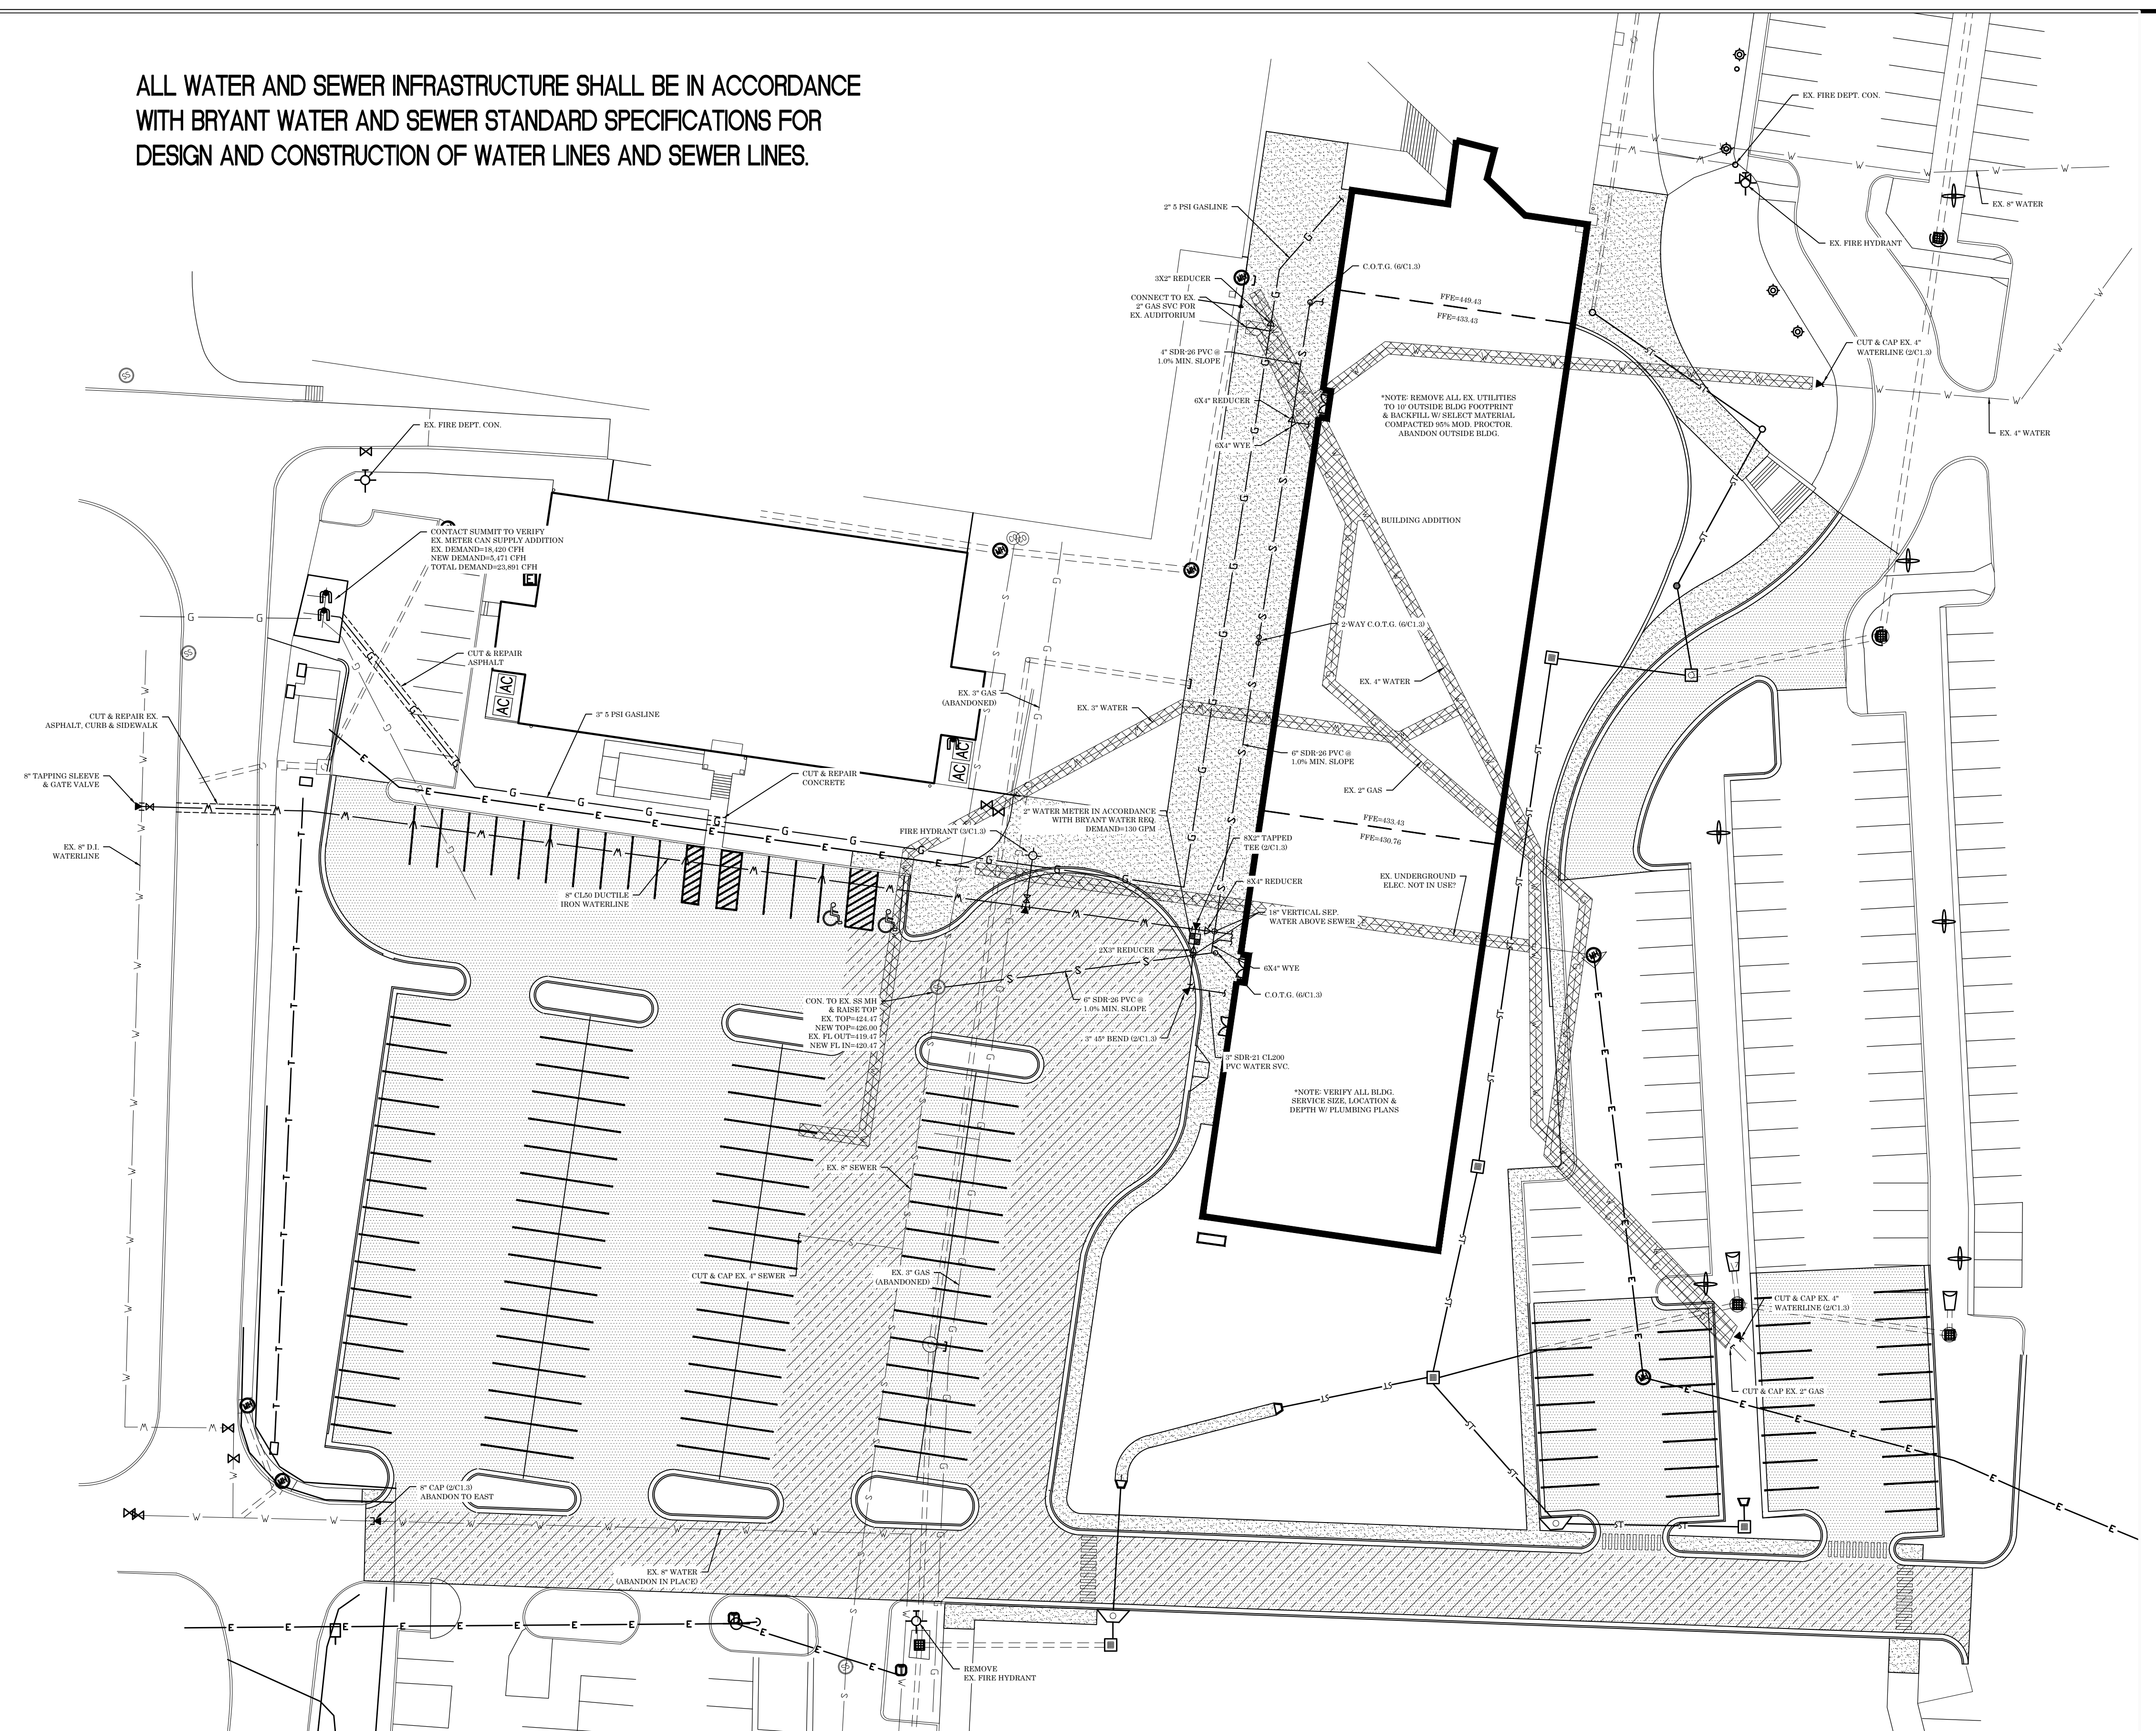 ALL WATER AND SEWER INFRASTRUCTURE SHALL BE IN ACCORDANCE
WITH BRYANT WATER AND SEWER STANDARD SPECIFICATIONS FOR
DESIGN AND CONSTRUCTION OF WATER LINES AND SEWER LINES.
EX. FIRE DEPT. CON.
EX. 8" WATER
EX. FIRE HYDRANT
2" 5 PSI GASLINE
C.O.T.G. (6/C1.3)
3X2" REDUCER
CONNECT TO EX.
2" GAS SVC FOR
EX. AUDITORIUM
FFE=449.43
FFE=433.43
4" SDR-26 PVC @
1.0% MIN. SLOPE
CUT & CAP EX. 4"
WATERLINE (2/C1.3)
6X4" REDUCER
*NOTE: REMOVE ALL EX. UTILITIES
TO 10' OUTSIDE BLDG FOOTPRINT
& BACKFILL W/ SELECT MATERIAL
COMPACTED 95% MOD. PROCTOR.
ABANDON OUTSIDE BLDG.
6X4" WYE
EX. 4" WATER
EX. FIRE DEPT. CON.
BUILDING ADDITION
CONTACT SUMMIT TO VERIFY
EX. METER CAN SUPPLY ADDITION
EX. DEMAND=18,420 CFH
NEW DEMAND=5,471 CFH
TOTAL DEMAND=23,891 CFH
E
2-WAY C.O.T.G. (6/C1.3)
CUT & REPAIR
ASPHALT
EX. 4" WATER
AC AC
EX. 3" GAS
(ABANDONED)
EX. 3" WATER
3" 5 PSI GASLINE
CUT & REPAIR EX.
ASPHALT, CURB & SIDEWALK
AC AC
6" SDR-26 PVC @
1.0% MIN. SLOPE
8" TAPPING SLEEVE
& GATE VALVE
CUT & REPAIR
CONCRETE
EX. 2" GAS
2" WATER METER IN ACCORDANCE
WITH BRYANT WATER REQ.
DEMAND=130 GPM
FFE=433.43
FFE=430.76
FIRE HYDRANT (3/C1.3)
8X2" TAPPED
TEE (2/C1.3)
EX. 8" D.I.
WATERLINE
8X4" REDUCER
EX. UNDERGROUND
ELEC. NOT IN USE?
8" CL50 DUCTILE
IRON WATERLINE
18" VERTICAL SEP.
WATER ABOVE SEWER
2X3" REDUCER
6X4" WYE
C.O.T.G. (6/C1.3)
CON. TO EX. SS MH
& RAISE TOP
EX. TOP=424.47
NEW TOP=426.00
EX. FL OUT=419.47
NEW FL IN=420.47
6" SDR-26 PVC @
1.0% MIN. SLOPE
3" 45° BEND (2/C1.3)
3" SDR-21 CL200
PVC WATER SVC.
*NOTE: VERIFY ALL BLDG.
SERVICE SIZE, LOCATION &
DEPTH W/ PLUMBING PLANS
EX. 8" SEWER
CUT & CAP EX. 4" SEWER
EX. 3" GAS
(ABANDONED)
CUT & CAP EX. 4"
WATERLINE (2/C1.3)
CUT & CAP EX. 2" GAS
8" CAP (2/C1.3)
ABANDON TO EAST
EX. 8" WATER
(ABANDON IN PLACE)
REMOVE
EX. FIRE HYDRANT